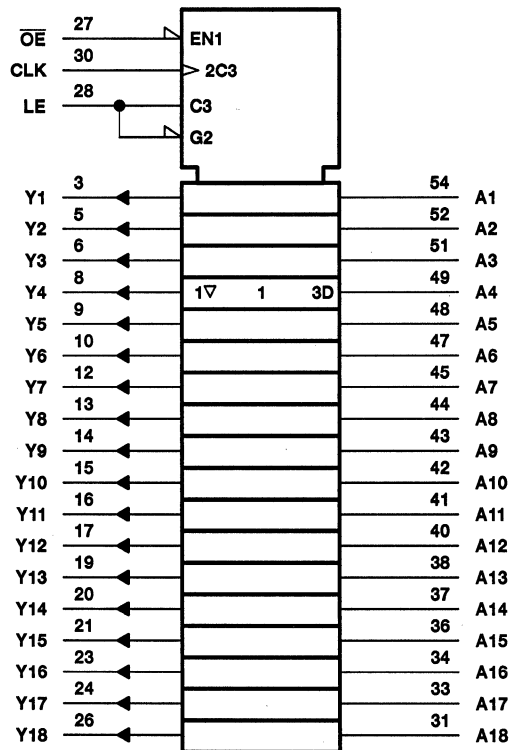 OE 27 EN1
CLK 30 2C3
LE 28 C3
G2
Y1 3 54 A1
Y2 5 52 A2
Y3 6 51 A3
Y4 8 1▽ 1 3D 49 A4
Y5 9 48 A5
Y6 10 47 A6
Y7 12 45 A7
Y8 13 44 A8
Y9 14 43 A9
Y10 15 42 A10
Y11 16 41 A11
Y12 17 40 A12
Y13 19 38 A13
Y14 20 37 A14
Y15 21 36 A15
Y16 23 34 A16
Y17 24 33 A17
Y18 26 31 A18